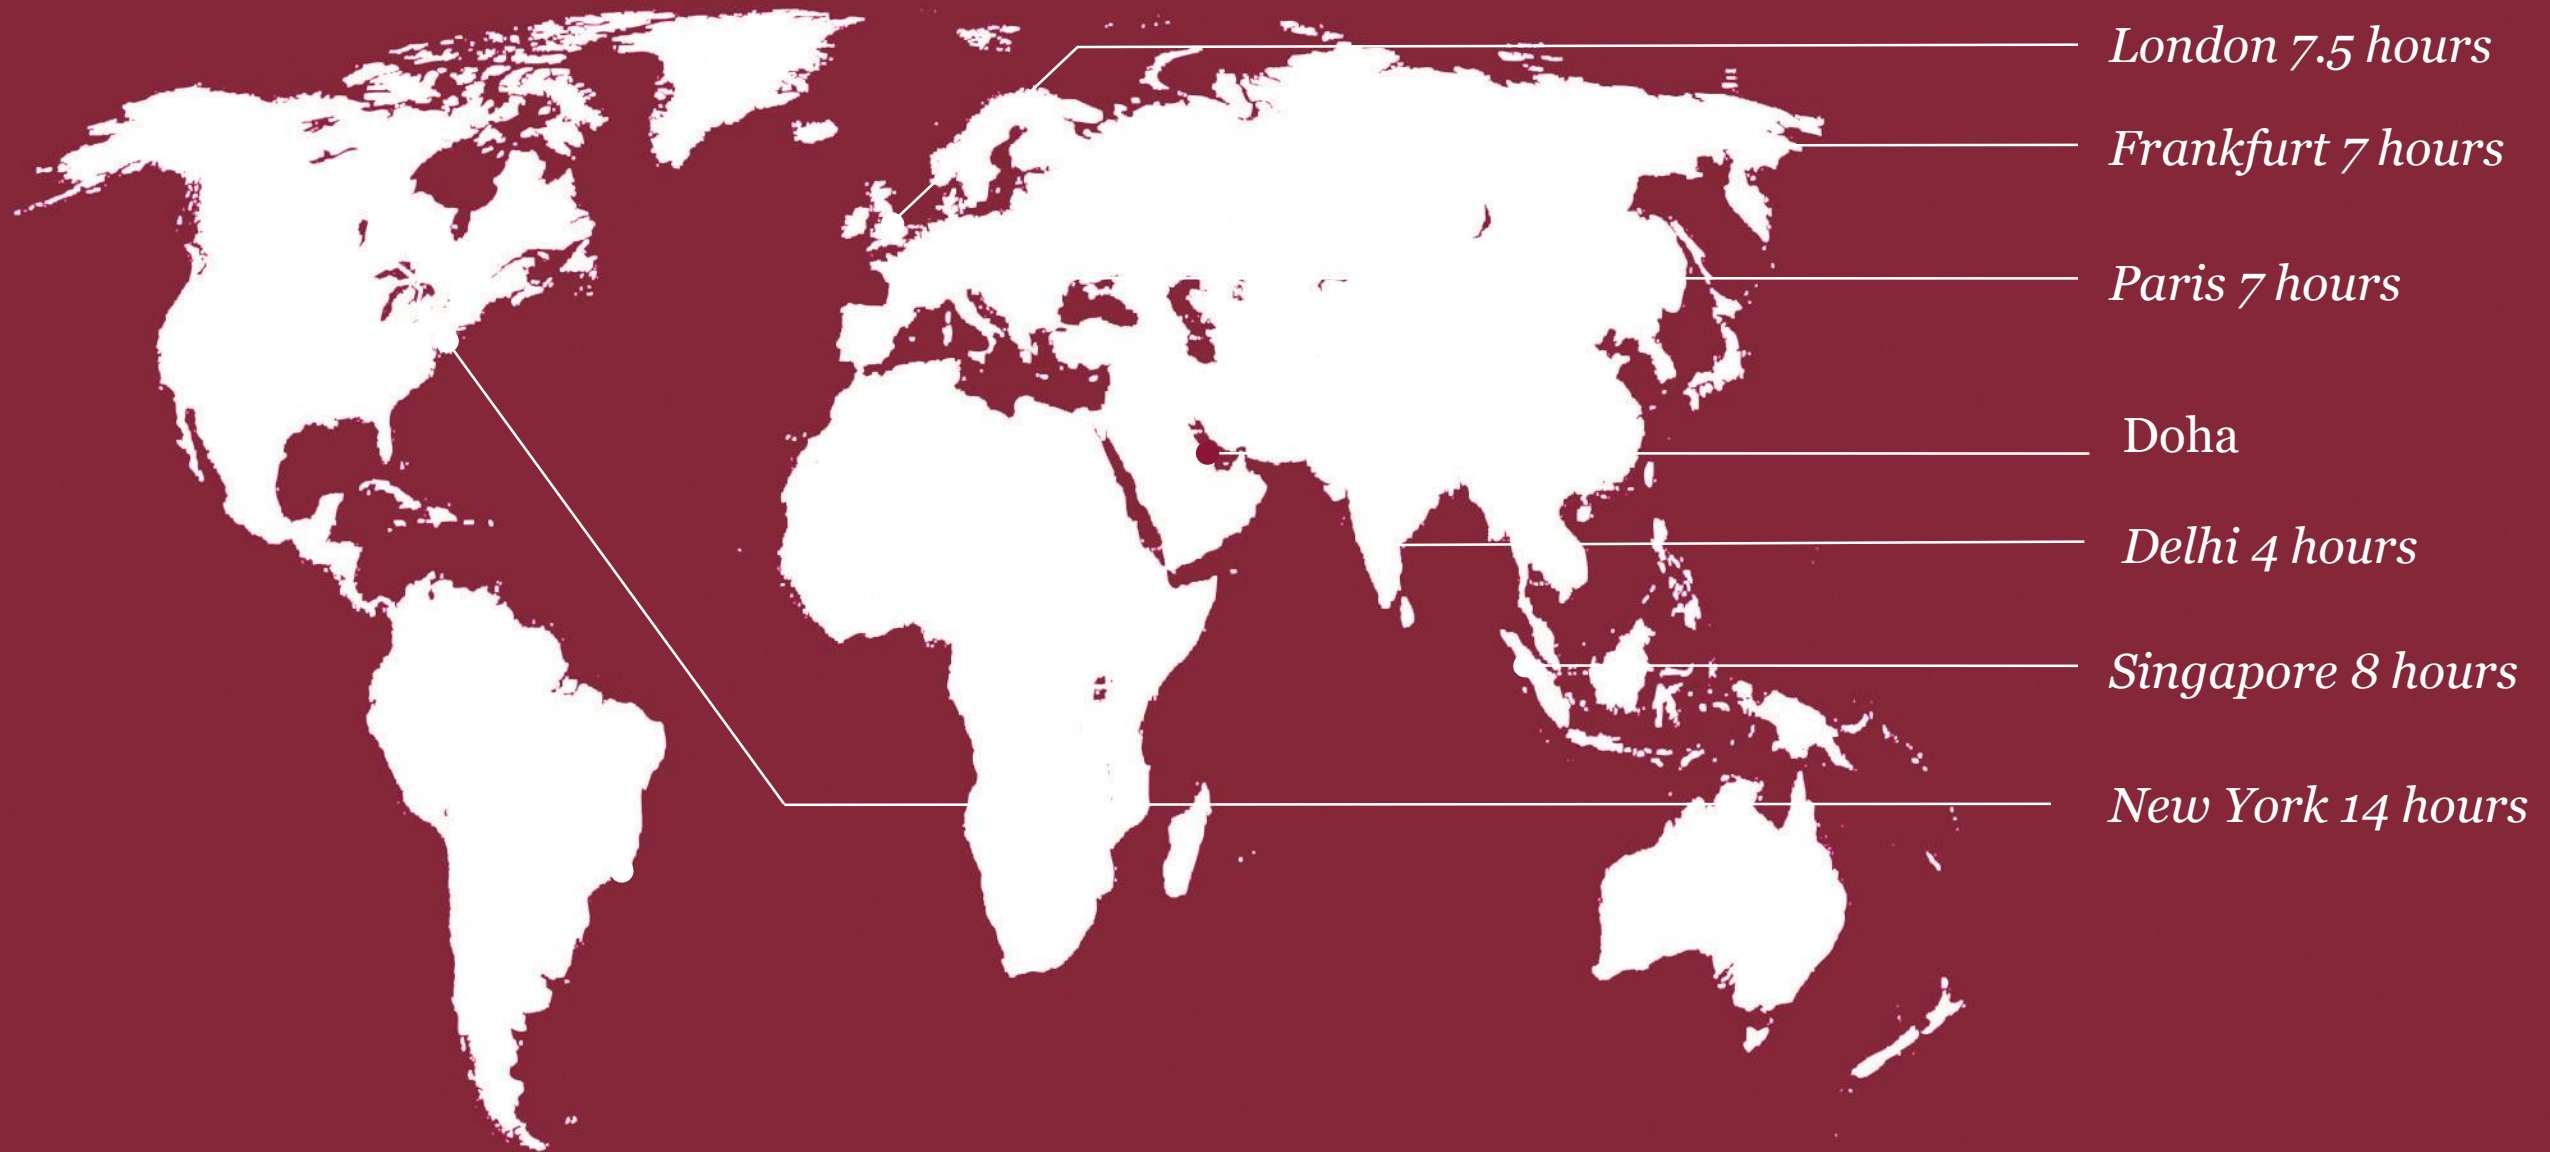 London 7.5 hours
Frankfurt 7 hours
Paris 7 hours
Doha
Delhi 4 hours
Singapore 8 hours
New York 14 hours